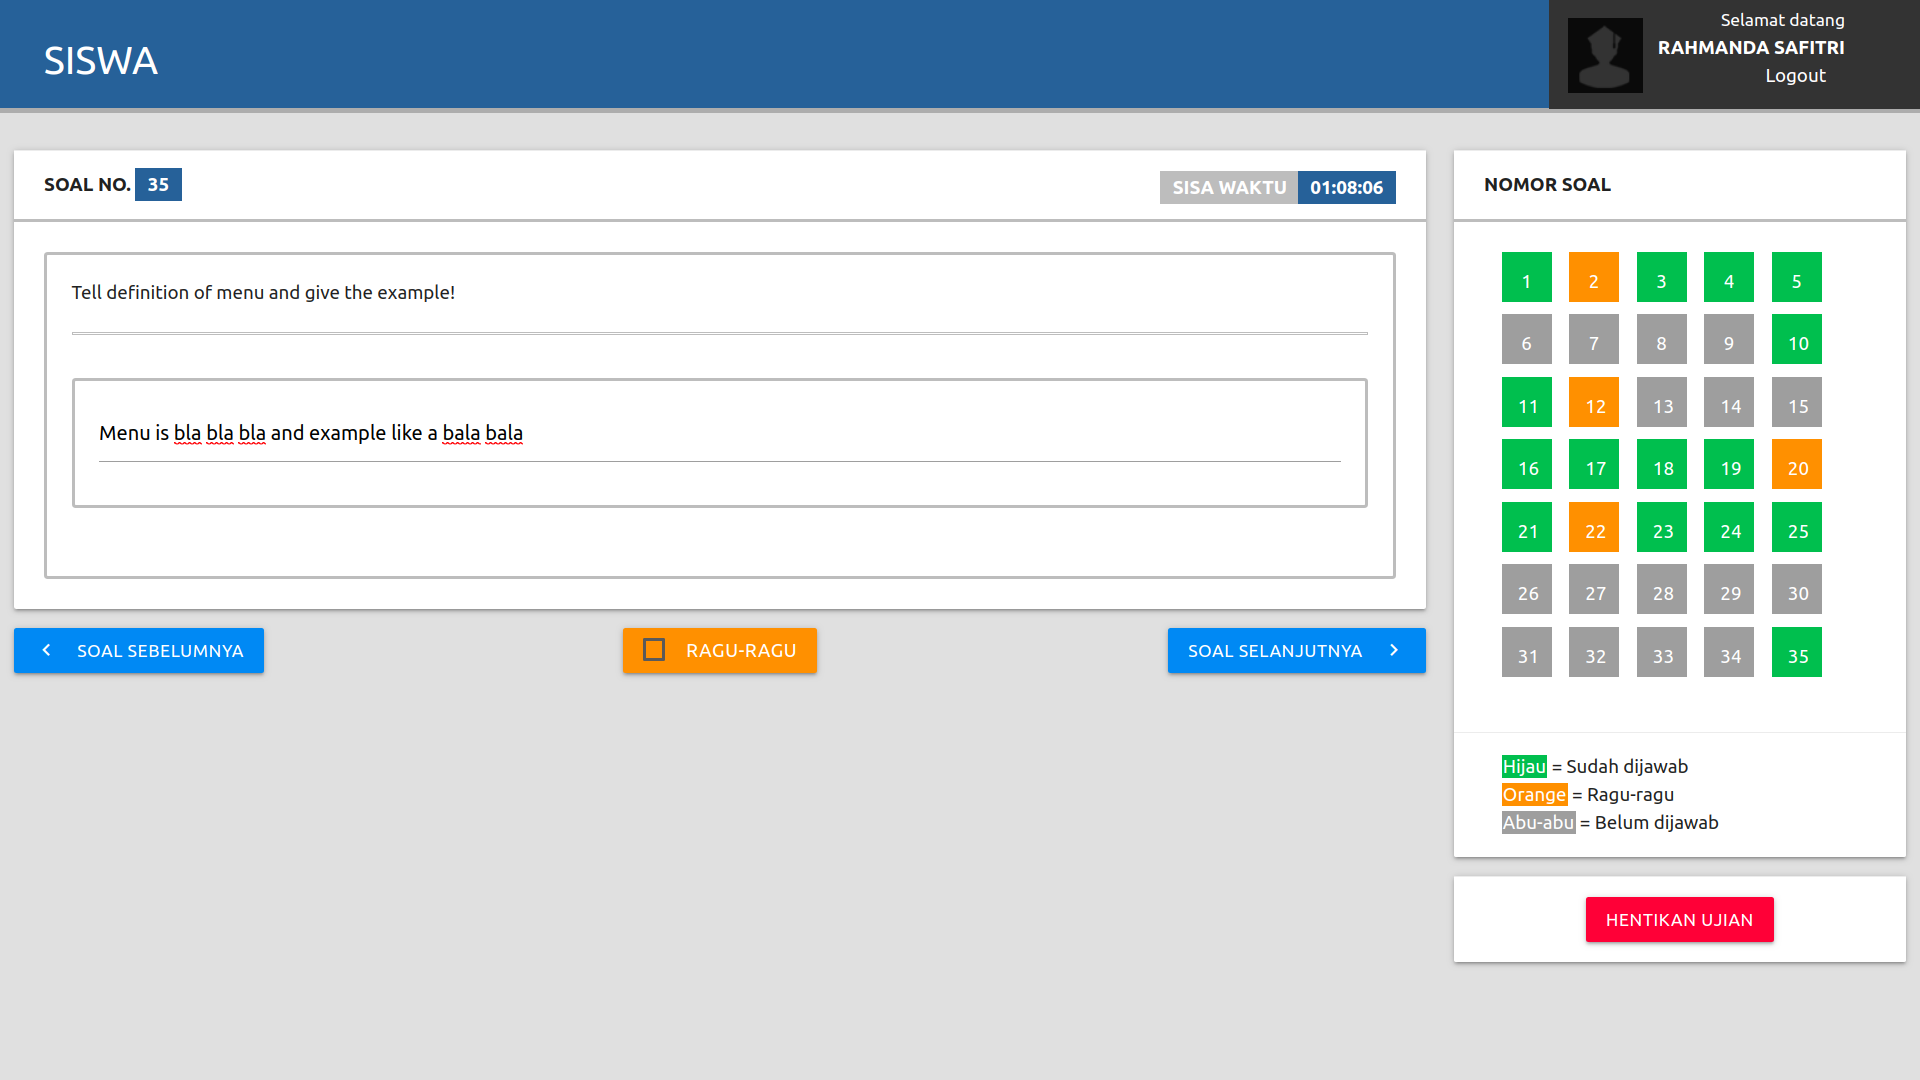 SISWA
Selamat datang
RAHMANDA SAFITRI
Logout
SOAL NO. 35
SISA WAKTU 01:08:06
Tell definition of menu and give the example!
Menu is bla bla bla and example like a bala bala
SOAL SEBELUMNYA
RAGU-RAGU
SOAL SELANJUTNYA
NOMOR SOAL
1 2 3 4 5
6 7 8 9 10
11 12 13 14 15
16 17 18 19 20
21 22 23 24 25
26 27 28 29 30
31 32 33 34 35
Hijau = Sudah dijawab
Orange = Ragu-ragu
Abu-abu = Belum dijawab
HENTIKAN UJIAN